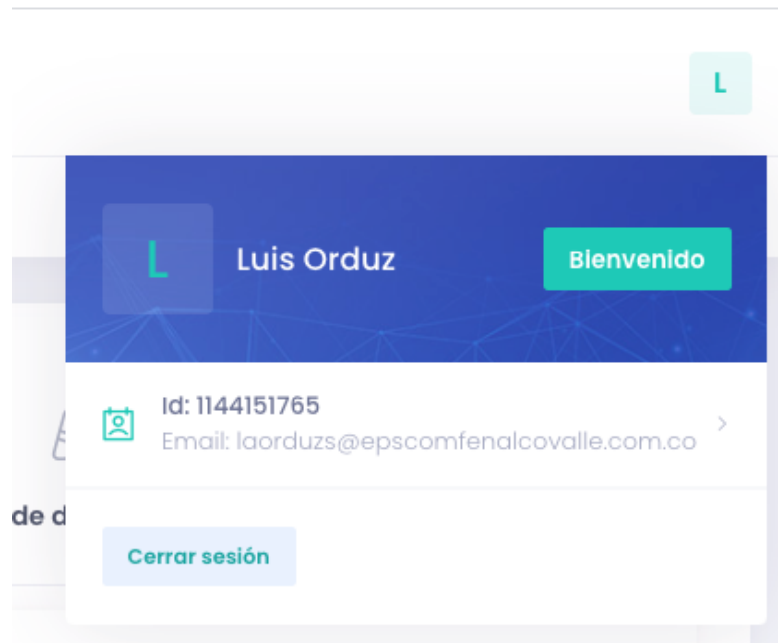 L
L
Luis Orduz
Bienvenido
Id: 1144151765
Email: laorduzs@epscomfenalcovalle.com.co
de d
Cerrar sesión